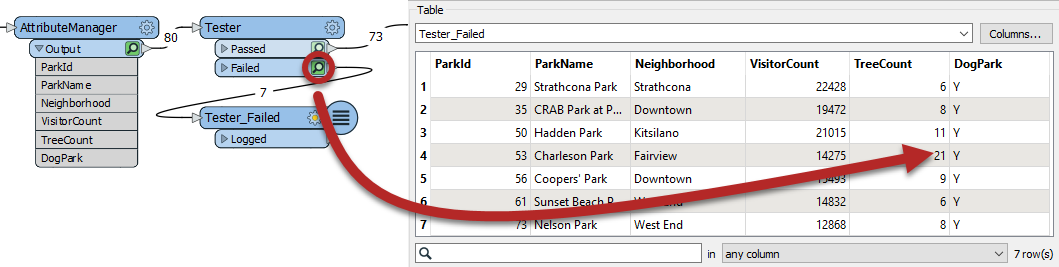 AttributeManager
Output
ParkId
ParkName
Neighborhood
VisitorCount
TreeCount
DogPark
80
Tester
Passed
Failed
73
7
Tester_Failed
Logged
Table
Tester_Failed Columns...
ParkId ParkName Neighborhood VisitorCount TreeCount DogPark
1 29 Strathcona Park Strathcona 22428 6 Y
2 35 CRAB Park at P... Downtown 19472 8 Y
3 50 Hadden Park Kitsilano 21015 11 Y
4 53 Charleson Park Fairview 14275 21 Y
5 56 Coopers' Park Downtown 9 Y
6 61 Sunset Beach 14832 6 Y
7 73 Nelson Park West End 12868 8 Y
in any column 7 row(s)